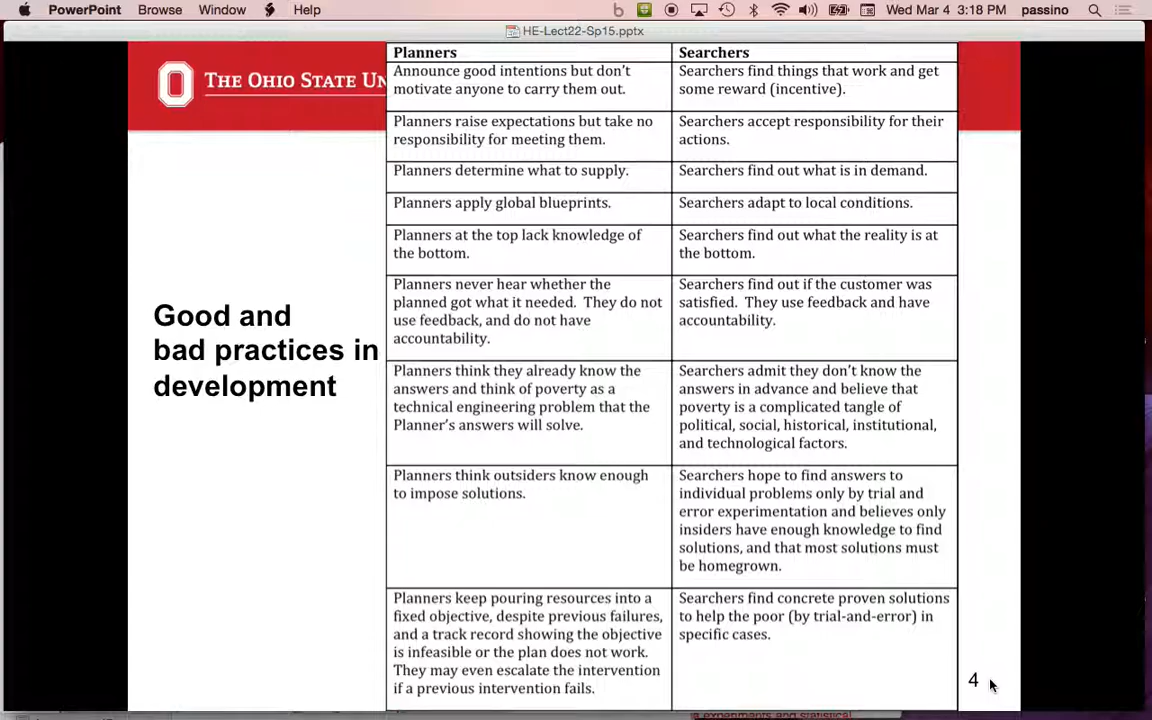 PowerPoint Browse Window Help Wed Mar 4 3:18 PM passino
HE-Lect22-Sp15.pptx
THE OHIO STATE UN
Good and
bad practices in
development
Planners
Searchers
Announce good intentions but don't
motivate anyone to carry them out.
Searchers find things that work and get
some reward (incentive).
Planners raise expectations but take no
responsibility for meeting them.
Searchers accept responsibility for their
actions.
Planners determine what to supply.
Searchers find out what is in demand.
Planners apply global blueprints.
Searchers adapt to local conditions.
Planners at the top lack knowledge of
the bottom.
Searchers find out what the reality is at
the bottom.
Planners never hear whether the
planned got what it needed. They do not
use feedback, and do not have
accountability.
Searchers find out if the customer was
satisfied. They use feedback and have
accountability.
Planners think they already know the
answers and think of poverty as a
technical engineering problem that the
Planner's answers will solve.
Searchers admit they don't know the
answers in advance and believe that
poverty is a complicated tangle of
political, social, historical, institutional,
and technological factors.
Planners think outsiders know enough
to impose solutions.
Searchers hope to find answers to
individual problems only by trial and
error experimentation and believes only
insiders have enough knowledge to find
solutions, and that most solutions must
be homegrown.
Planners keep pouring resources into a
fixed objective, despite previous failures,
and a track record showing the objective
is infeasible or the plan does not work.
They may even escalate the intervention
if a previous intervention fails.
Searchers find concrete proven solutions
to help the poor (by trial-and-error) in
specific cases.
4